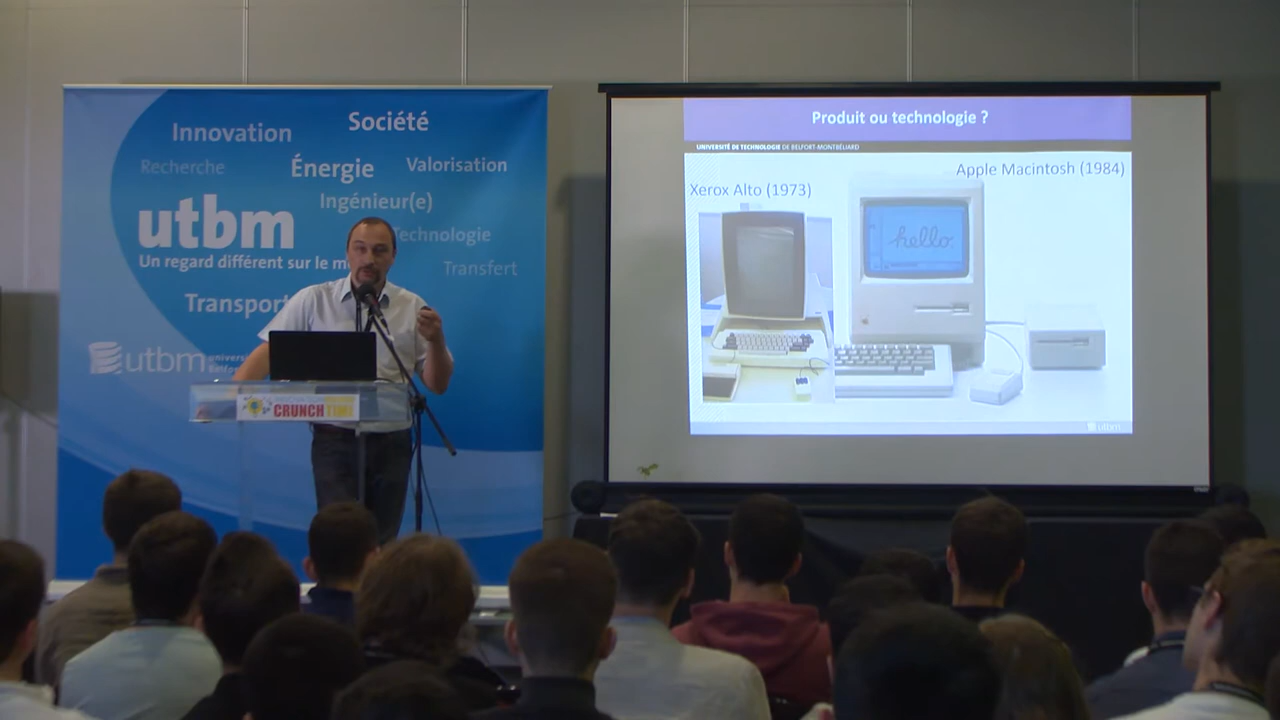 Société
Innovation
Recherche
Énergie
Valorisation
Ingénieur(e)
utbm
Technologie
Un regard différent sur le m
Transfert
Transport
utbm
CRUNCH TIME
Produit ou technologie ?
UNIVERSITÉ DE TECHNOLOGIE DE BELFORT-MONTBÉLIARD
Apple Macintosh (1984)
Xerox Alto (1973)
hello.
utbm